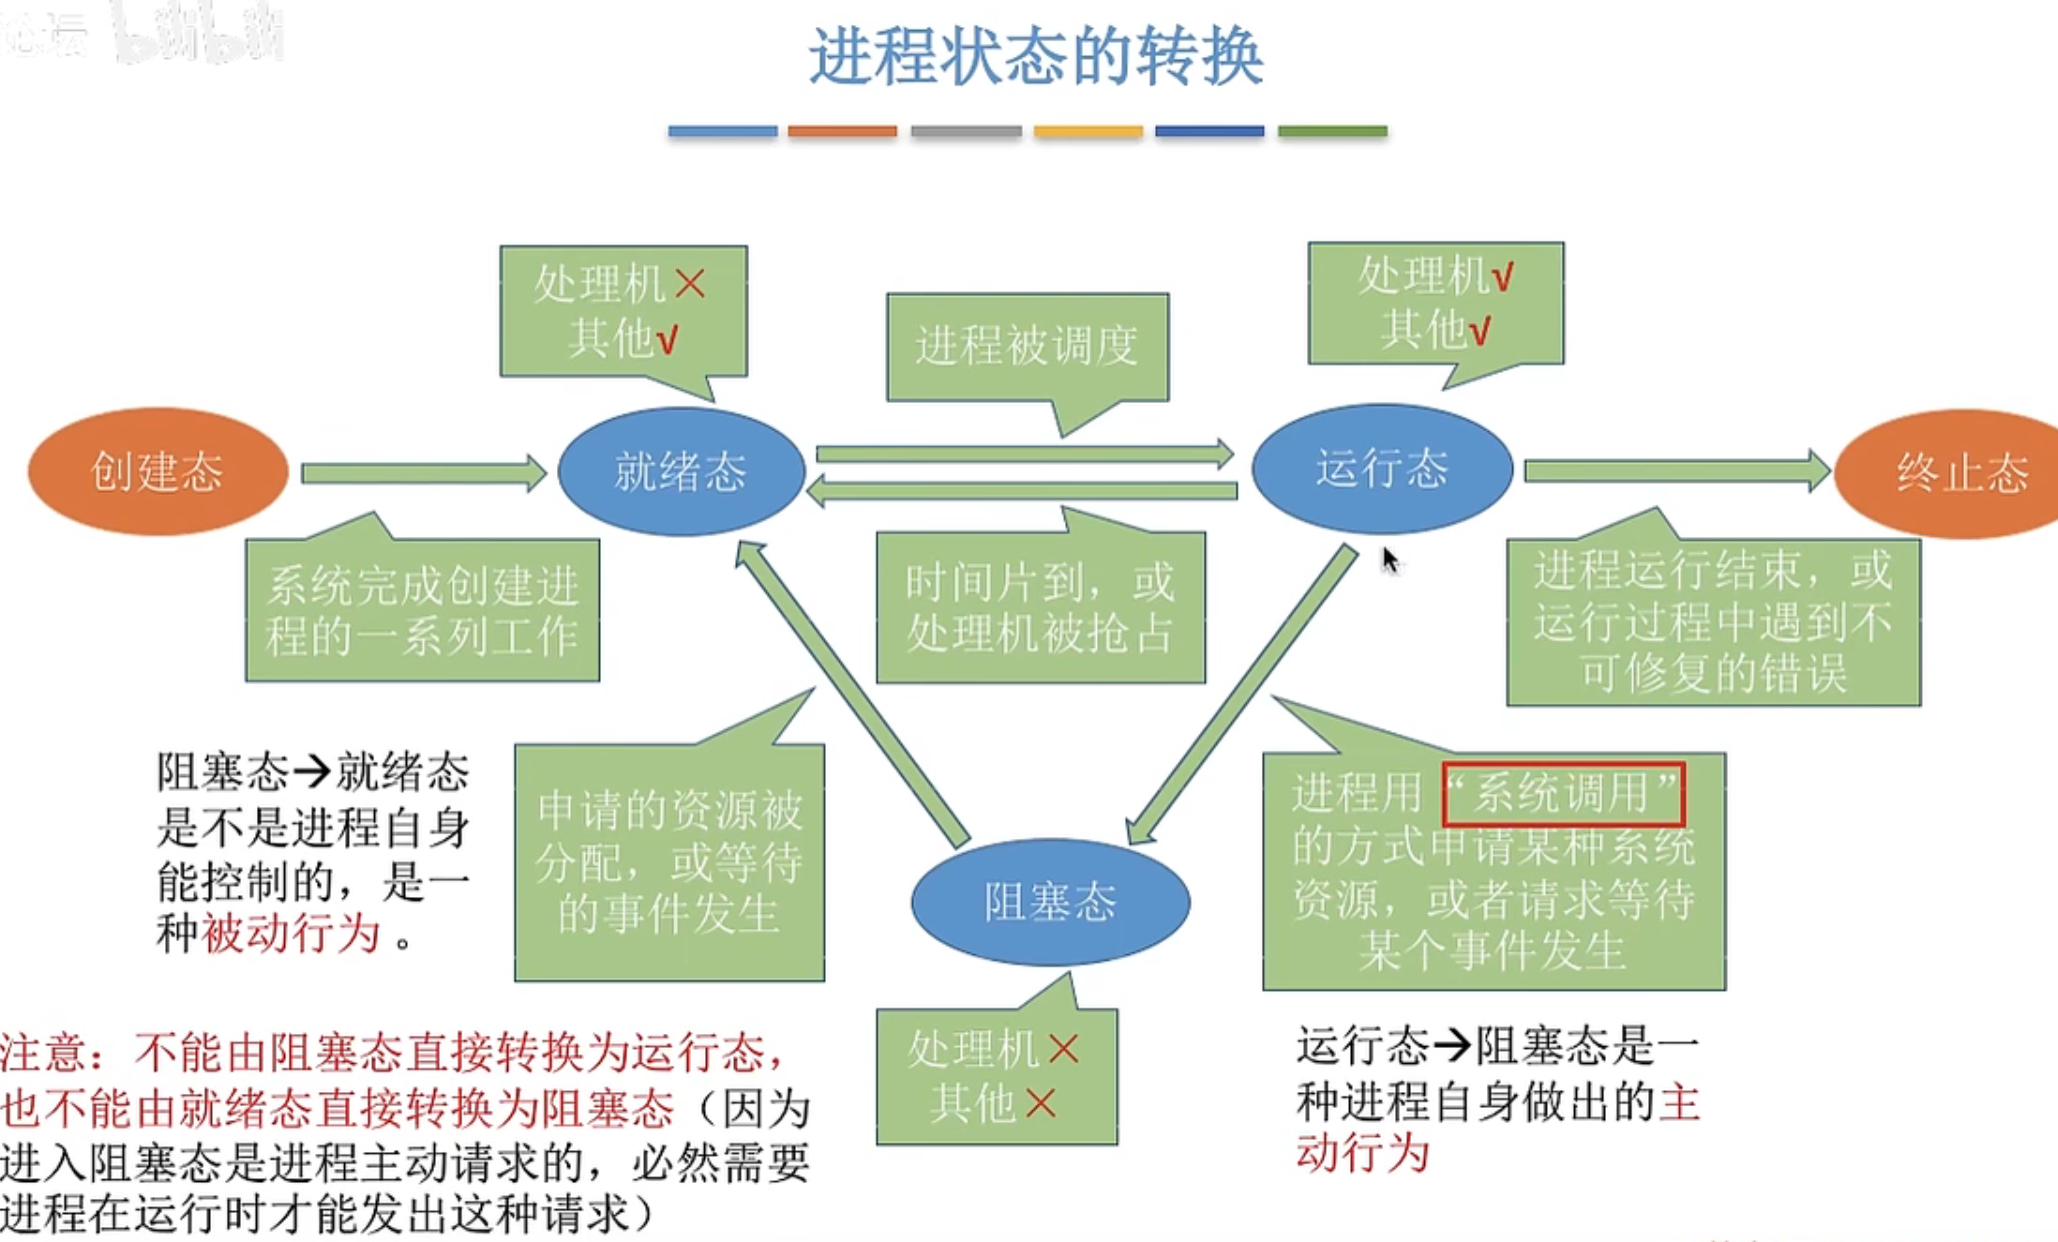 论坛 bilibili
进程状态的转换
处理机×
其他√
进程被调度
处理机√
其他√
创建态
就绪态
运行态
终止态
系统完成创建进
程的一系列工作
时间片到，或
处理机被抢占
进程运行结束，或
运行过程中遇到不
可修复的错误
阻塞态→就绪态
是不是进程自身
能控制的，是一
种被动行为。
申请的资源被
分配，或等待
的事件发生
阻塞态
进程用“系统调用”
的方式申请某种系统
资源，或者请求等待
某个事件发生
处理机×
其他×
运行态→阻塞态是一
种进程自身做出的主
动行为
注意：不能由阻塞态直接转换为运行态，
也不能由就绪态直接转换为阻塞态（因为
进入阻塞态是进程主动请求的，必然需要
进程在运行时才能发出这种请求）